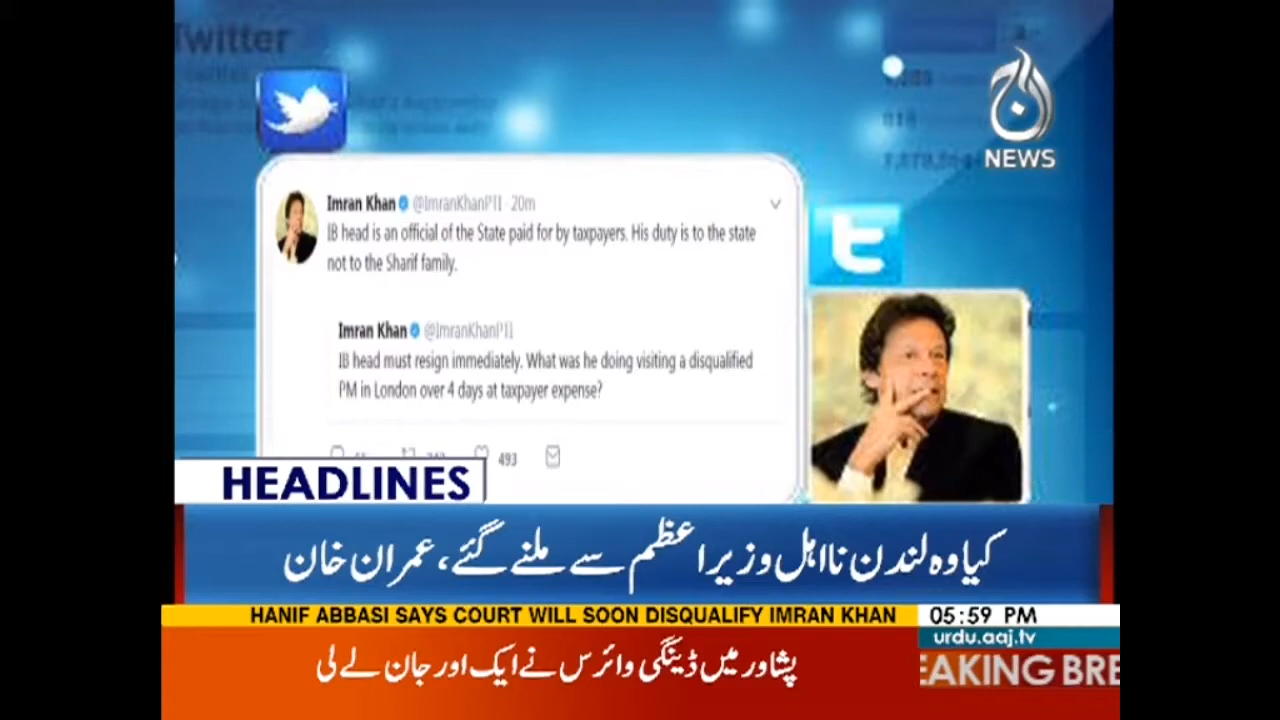 Twitter
آج
NEWS
Imran Khan @ImranKhanPTI · 20m
IB head is an official of the State paid for by taxpayers. His duty is to the state
not to the Sharif family.
Imran Khan @ImranKhanPTI
IB head must resign immediately. What was he doing visiting a disqualified
PM in London over 4 days at taxpayer expense?
493
HEADLINES
کیا وہ لندن نااہل وزیراعظم سے ملنے گئے، عمران خان
HANIF ABBASI SAYS COURT WILL SOON DISQUALIFY IMRAN KHAN
05:59 PM
urdu.aaj.tv
پشاور میں ڈینگی وائرس نے ایک اور جان لے لی
EAKING BRE